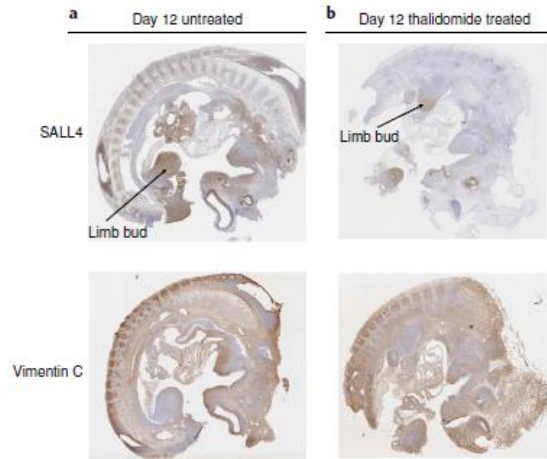 a
Day 12 untreated
b
Day 12 thalidomide treated
SALL4
Limb bud
Limb bud
Vimentin C